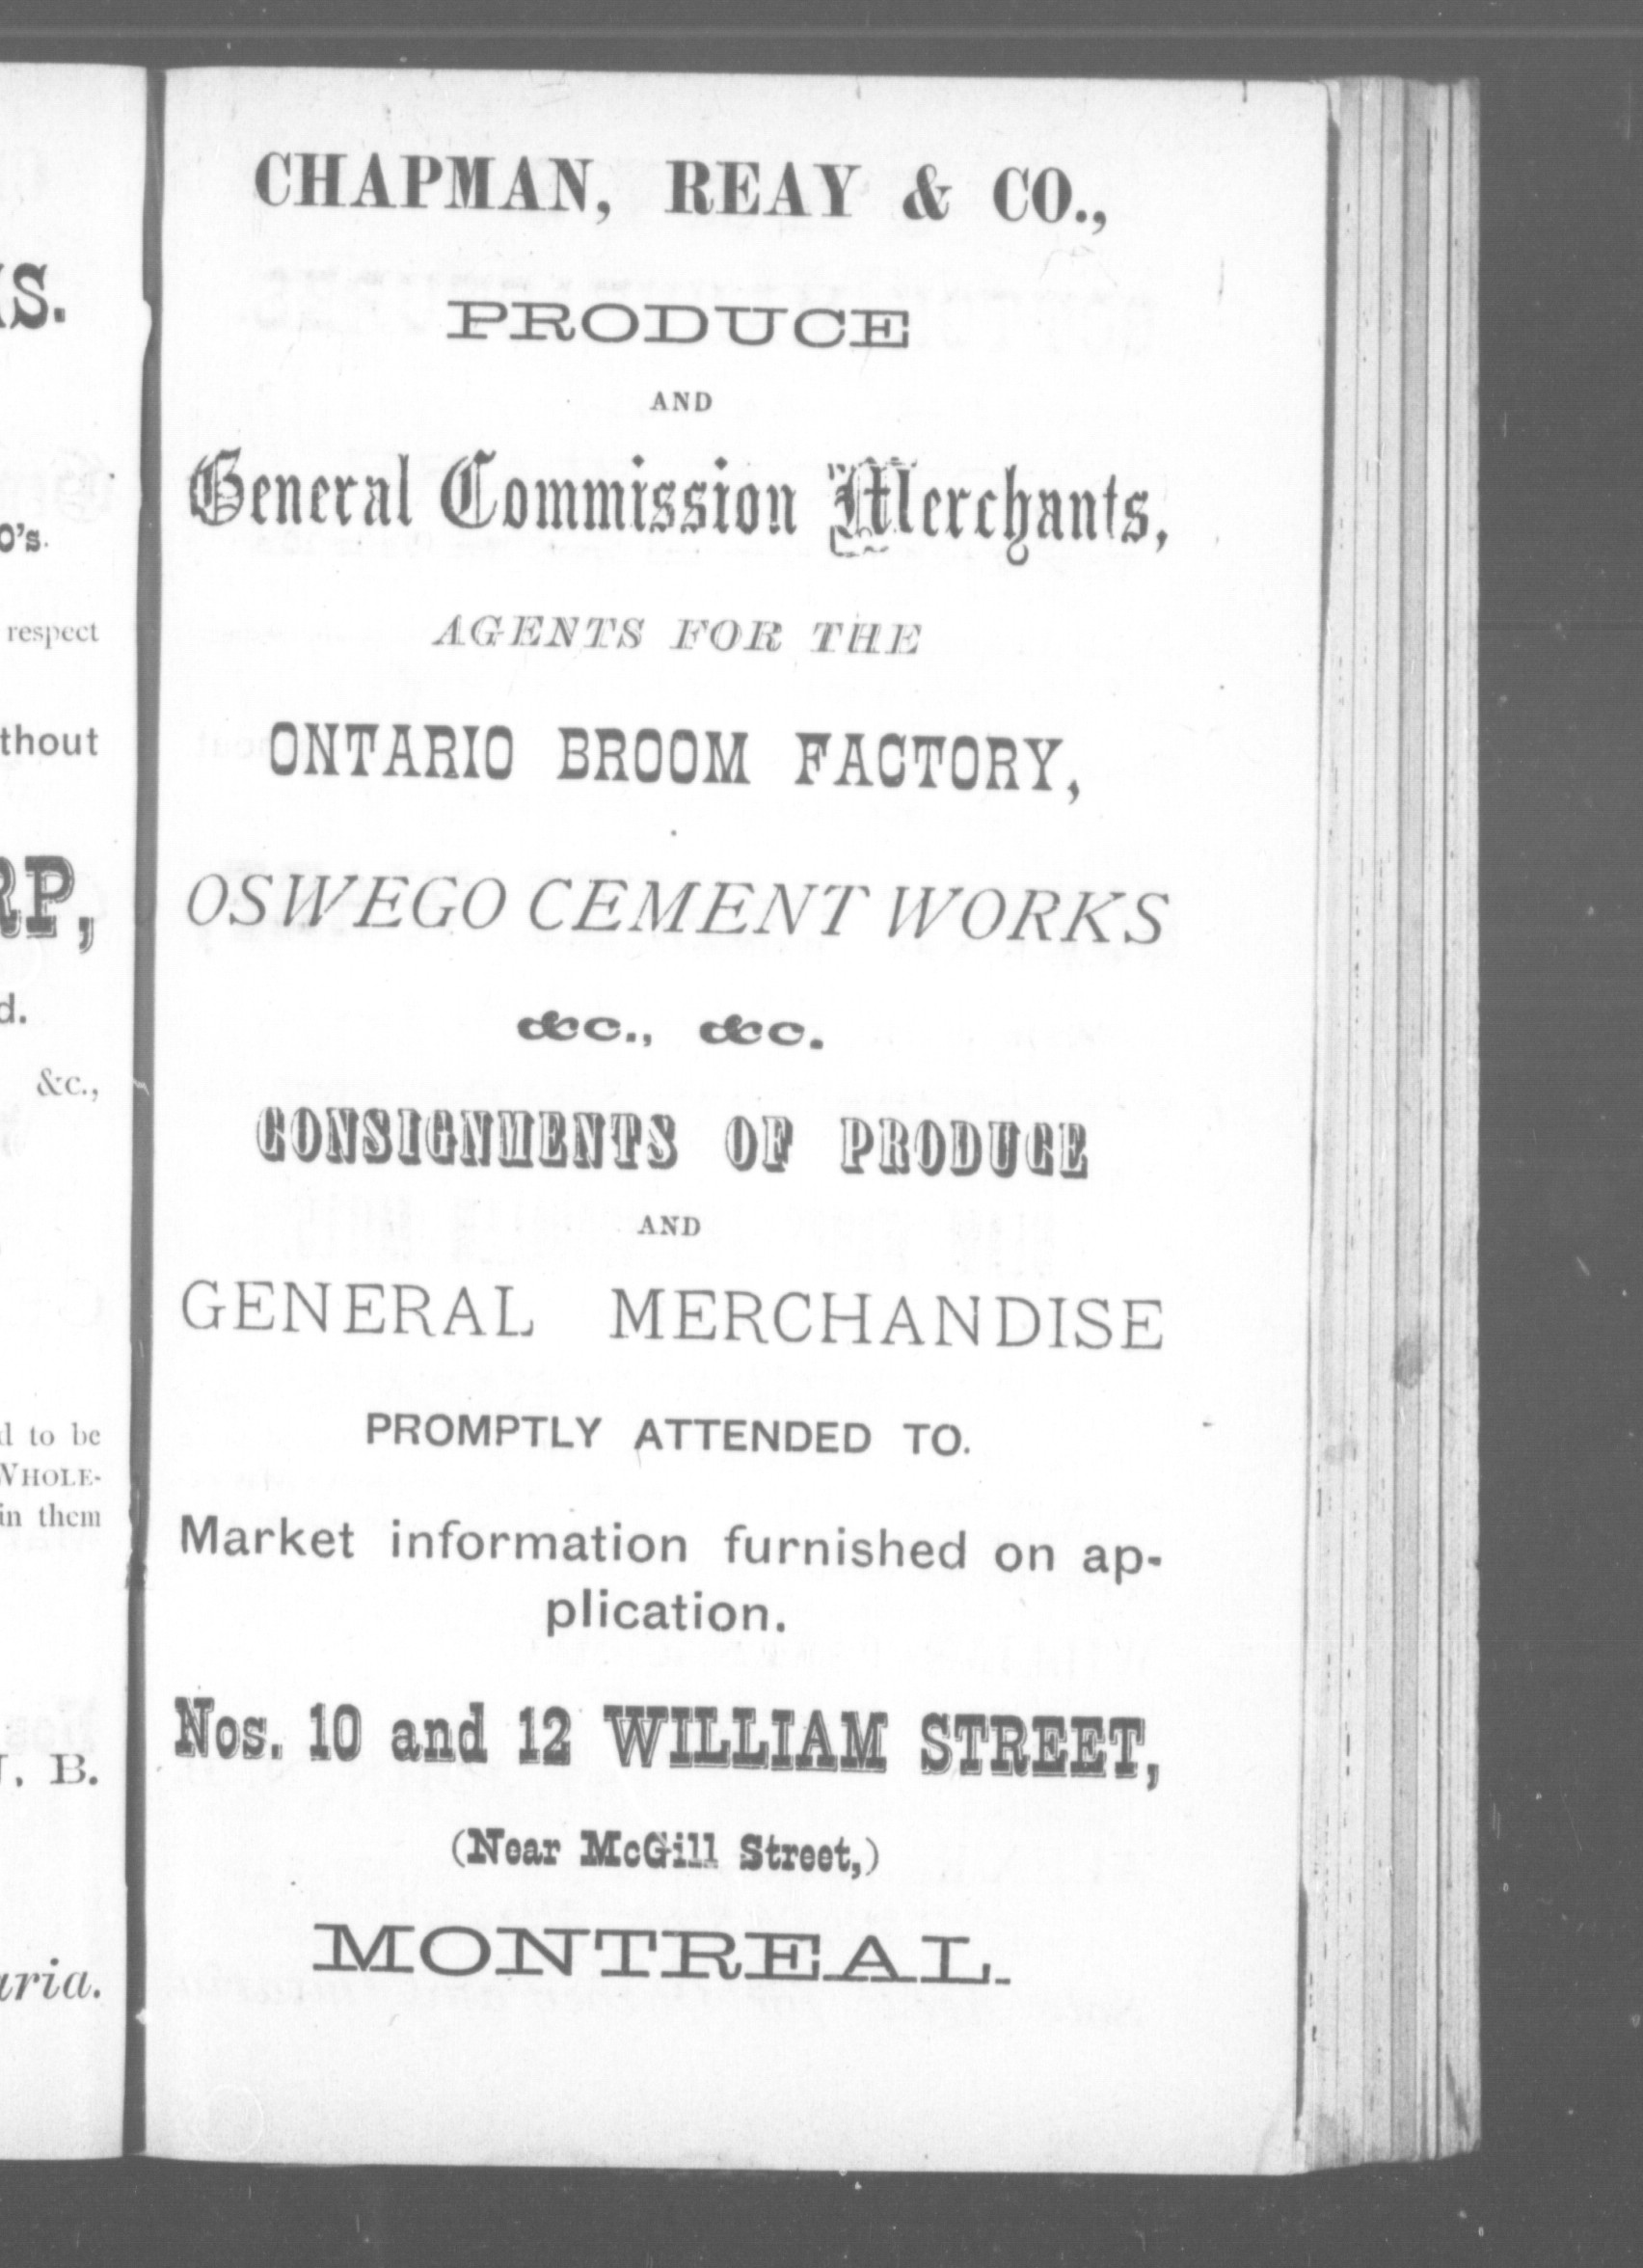 S.
o's.
respect
thout
RP,
d.
&c.,
to be
WHOLE-
in them
B.
aria.
CHAPMAN, REAY & CO.,
PRODUCE
AND
General Commission Merchants,
AGENTS FOR THE
ONTARIO BROOM FACTORY,
OSWEGO CEMENT WORKS
&c., &c.
CONSIGNMENTS OF PRODUCE
AND
GENERAL MERCHANDISE
PROMPTLY ATTENDED TO.
Market information furnished on ap-
plication.
Nos. 10 and 12 WILLIAM STREET,
(Near McGill Street,)
MONTREAL.